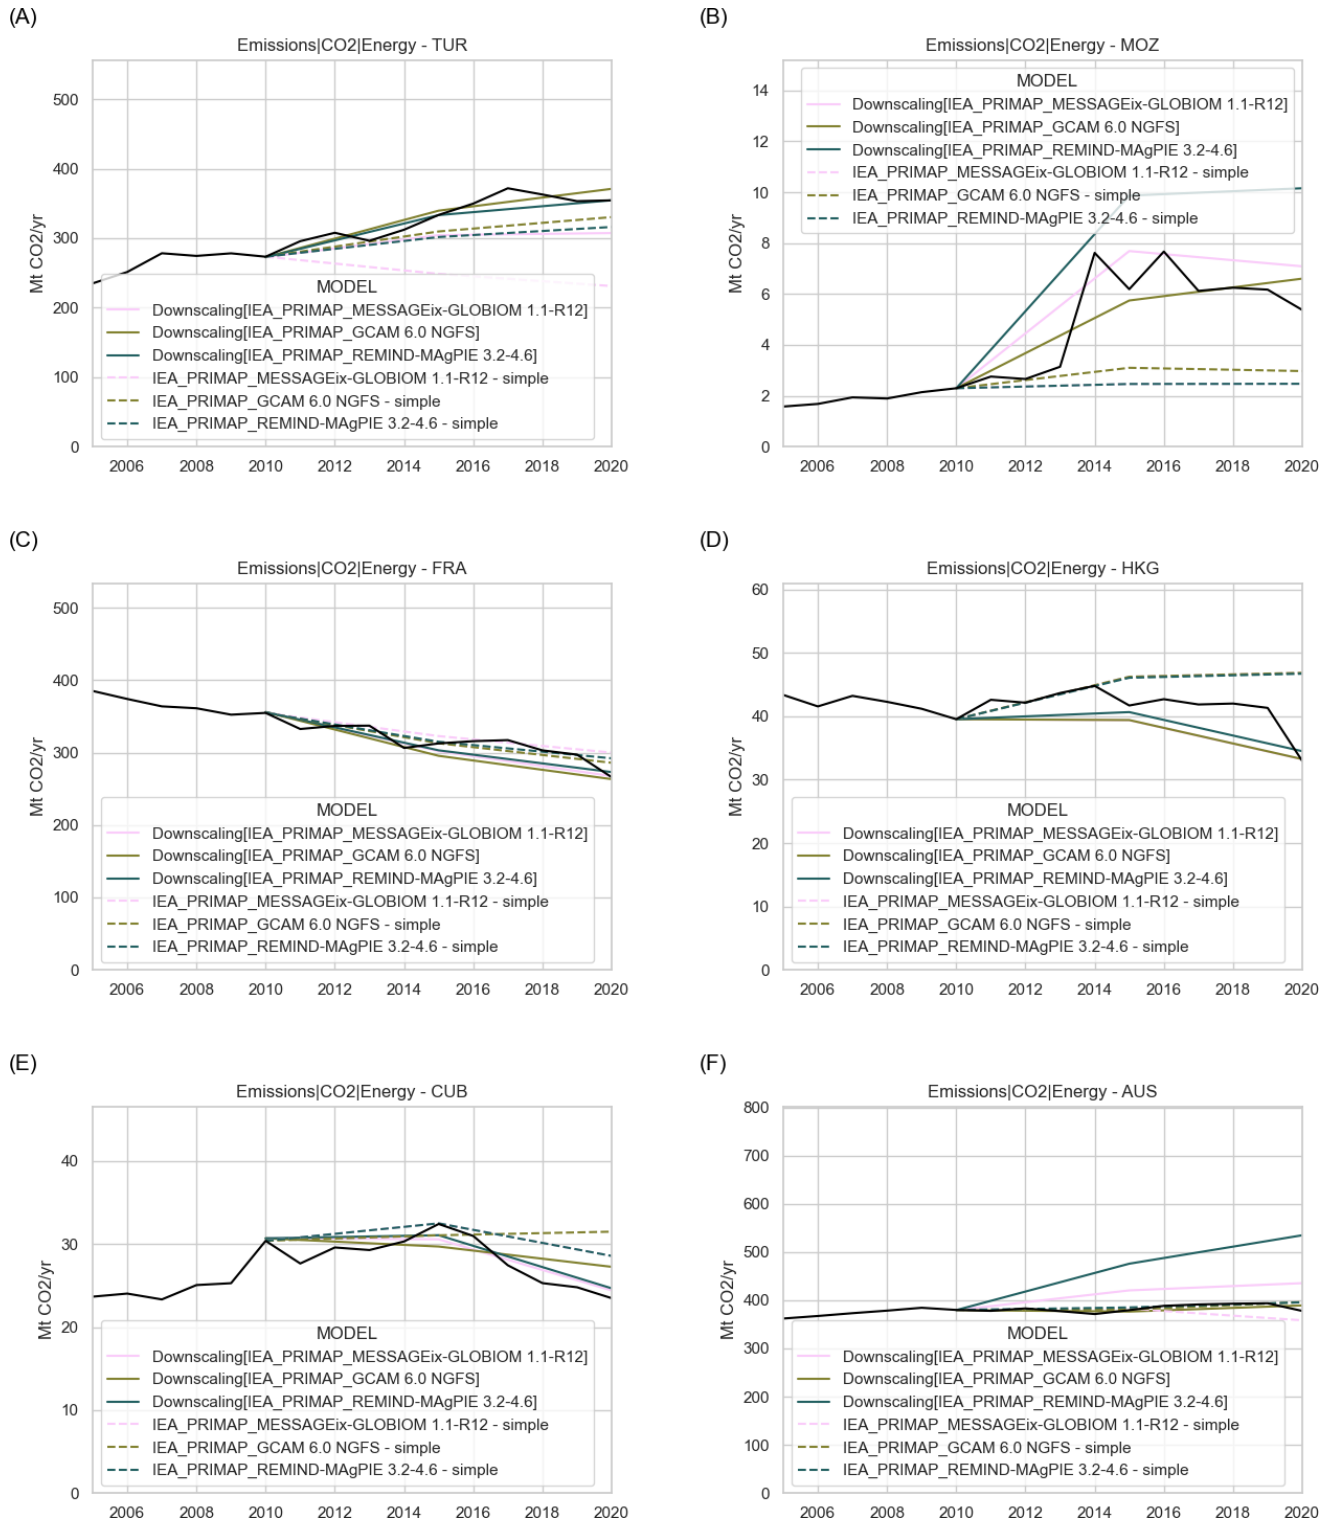 (A)
Emissions|CO2|Energy - TUR
Mt CO2/yr
500
400
300
200
100
0
MODEL
Downscaling[IEA_PRIMAP_MESSAGEix-GLOBIOM 1.1-R12]
Downscaling[IEA_PRIMAP_GCAM 6.0 NGFS]
Downscaling[IEA_PRIMAP_REMIND-MAgPIE 3.2-4.6]
IEA_PRIMAP_MESSAGEix-GLOBIOM 1.1-R12 - simple
IEA_PRIMAP_GCAM 6.0 NGFS - simple
IEA_PRIMAP_REMIND-MAgPIE 3.2-4.6 - simple
2006 2008 2010 2012 2014 2016 2018 2020
(B)
Emissions|CO2|Energy - MOZ
Mt CO2/yr
14
12
10
8
6
4
2
0
MODEL
Downscaling[IEA_PRIMAP_MESSAGEix-GLOBIOM 1.1-R12]
Downscaling[IEA_PRIMAP_GCAM 6.0 NGFS]
Downscaling[IEA_PRIMAP_REMIND-MAgPIE 3.2-4.6]
IEA_PRIMAP_MESSAGEix-GLOBIOM 1.1-R12 - simple
IEA_PRIMAP_GCAM 6.0 NGFS - simple
IEA_PRIMAP_REMIND-MAgPIE 3.2-4.6 - simple
2006 2008 2010 2012 2014 2016 2018 2020
(C)
Emissions|CO2|Energy - FRA
Mt CO2/yr
500
400
300
200
100
0
MODEL
Downscaling[IEA_PRIMAP_MESSAGEix-GLOBIOM 1.1-R12]
Downscaling[IEA_PRIMAP_GCAM 6.0 NGFS]
Downscaling[IEA_PRIMAP_REMIND-MAgPIE 3.2-4.6]
IEA_PRIMAP_MESSAGEix-GLOBIOM 1.1-R12 - simple
IEA_PRIMAP_GCAM 6.0 NGFS - simple
IEA_PRIMAP_REMIND-MAgPIE 3.2-4.6 - simple
2006 2008 2010 2012 2014 2016 2018 2020
(D)
Emissions|CO2|Energy - HKG
Mt CO2/yr
60
50
40
30
20
10
0
MODEL
Downscaling[IEA_PRIMAP_MESSAGEix-GLOBIOM 1.1-R12]
Downscaling[IEA_PRIMAP_GCAM 6.0 NGFS]
Downscaling[IEA_PRIMAP_REMIND-MAgPIE 3.2-4.6]
IEA_PRIMAP_MESSAGEix-GLOBIOM 1.1-R12 - simple
IEA_PRIMAP_GCAM 6.0 NGFS - simple
IEA_PRIMAP_REMIND-MAgPIE 3.2-4.6 - simple
2006 2008 2010 2012 2014 2016 2018 2020
(E)
Emissions|CO2|Energy - CUB
Mt CO2/yr
40
30
20
10
0
MODEL
Downscaling[IEA_PRIMAP_MESSAGEix-GLOBIOM 1.1-R12]
Downscaling[IEA_PRIMAP_GCAM 6.0 NGFS]
Downscaling[IEA_PRIMAP_REMIND-MAgPIE 3.2-4.6]
IEA_PRIMAP_MESSAGEix-GLOBIOM 1.1-R12 - simple
IEA_PRIMAP_GCAM 6.0 NGFS - simple
IEA_PRIMAP_REMIND-MAgPIE 3.2-4.6 - simple
2006 2008 2010 2012 2014 2016 2018 2020
(F)
Emissions|CO2|Energy - AUS
Mt CO2/yr
800
700
600
500
400
300
200
100
0
MODEL
Downscaling[IEA_PRIMAP_MESSAGEix-GLOBIOM 1.1-R12]
Downscaling[IEA_PRIMAP_GCAM 6.0 NGFS]
Downscaling[IEA_PRIMAP_REMIND-MAgPIE 3.2-4.6]
IEA_PRIMAP_MESSAGEix-GLOBIOM 1.1-R12 - simple
IEA_PRIMAP_GCAM 6.0 NGFS - simple
IEA_PRIMAP_REMIND-MAgPIE 3.2-4.6 - simple
2006 2008 2010 2012 2014 2016 2018 2020